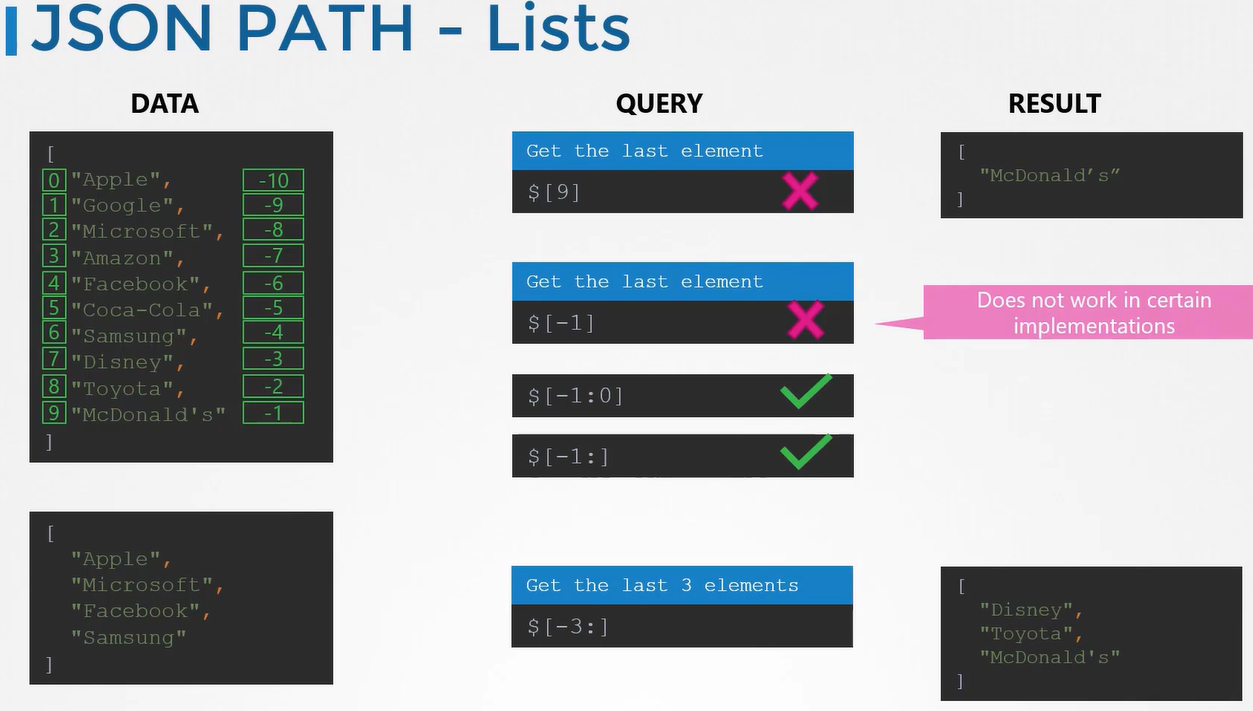 JSON PATH - Lists
DATA
QUERY
RESULT
[
0 "Apple", -10
1 "Google", -9
2 "Microsoft", -8
3 "Amazon", -7
4 "Facebook", -6
5 "Coca-Cola", -5
6 "Samsung", -4
7 "Disney", -3
8 "Toyota", -2
9 "McDonald's" -1
]
Get the last element
$[9]
[
"McDonald’s”
]
Get the last element
$[-1]
Does not work in certain
implementations
$[-1:0]
$[-1:]
[
"Apple",
"Microsoft",
"Facebook",
"Samsung"
]
Get the last 3 elements
$[-3:]
[
"Disney",
"Toyota",
"McDonald's"
]